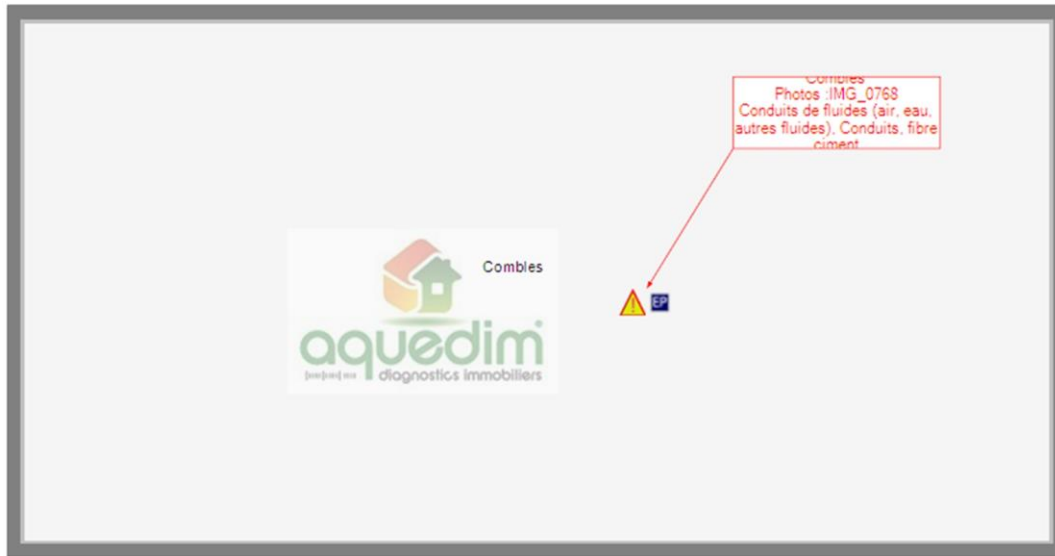 Combles
Photos :IMG_0768
Conduits de fluides (air, eau,
autres fluides), Conduits, fibre
ciment
Combles
EP
aquedim
diagnostics immobiliers